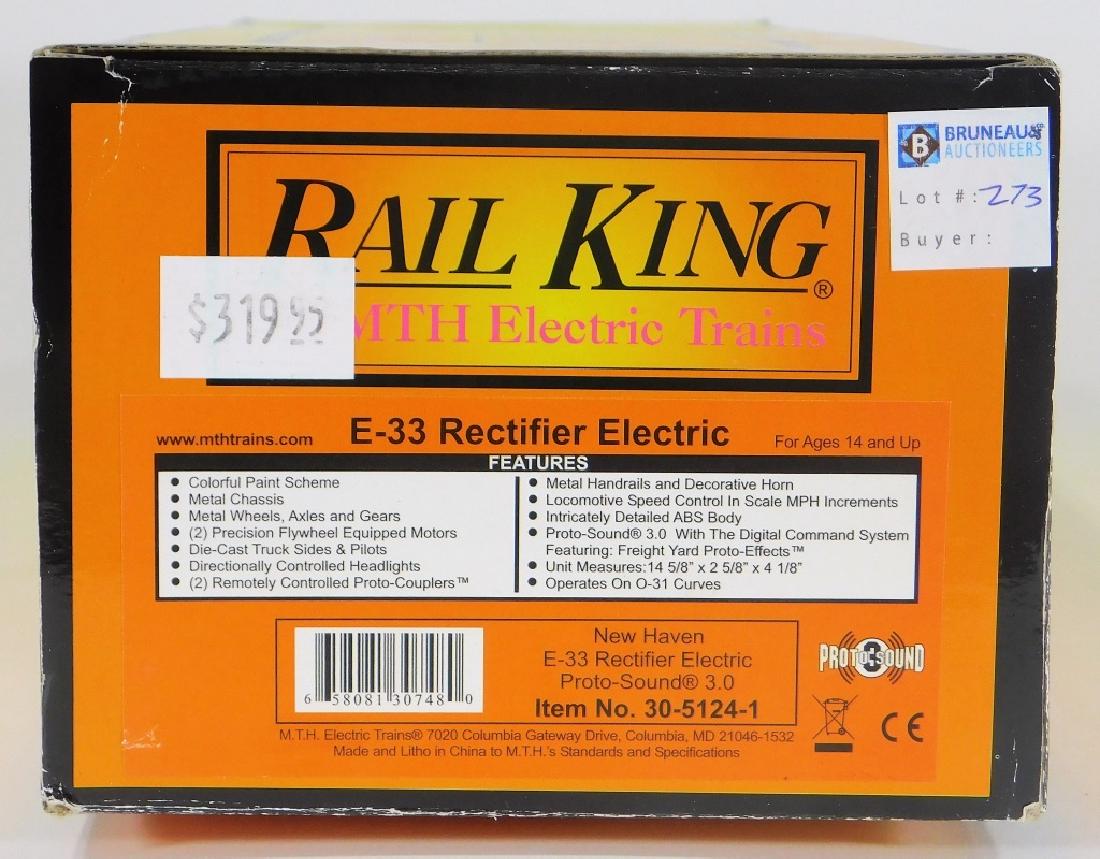 BRUNEAU & CO.
AUCTIONEERS
Lot #: 273
Buyer:
RAIL KING®
$319.95
MTH Electric Trains
www.mthtrains.com
E-33 Rectifier Electric
For Ages 14 and Up
FEATURES
• Colorful Paint Scheme
• Metal Chassis
• Metal Wheels, Axles and Gears
• (2) Precision Flywheel Equipped Motors
• Die-Cast Truck Sides & Pilots
• Directionally Controlled Headlights
• (2) Remotely Controlled Proto-Couplers™
• Metal Handrails and Decorative Horn
• Locomotive Speed Control In Scale MPH Increments
• Intricately Detailed ABS Body
• Proto-Sound® 3.0 With The Digital Command System
Featuring: Freight Yard Proto-Effects™
• Unit Measures:14 5/8" x 2 5/8" x 4 1/8"
• Operates On O-31 Curves
6 58081 30748 0
New Haven
E-33 Rectifier Electric
Proto-Sound® 3.0
Item No. 30-5124-1
PROTO 3 SOUND
CE
M.T.H. Electric Trains® 7020 Columbia Gateway Drive, Columbia, MD 21046-1532
Made and Litho in China to M.T.H.'s Standards and Specifications